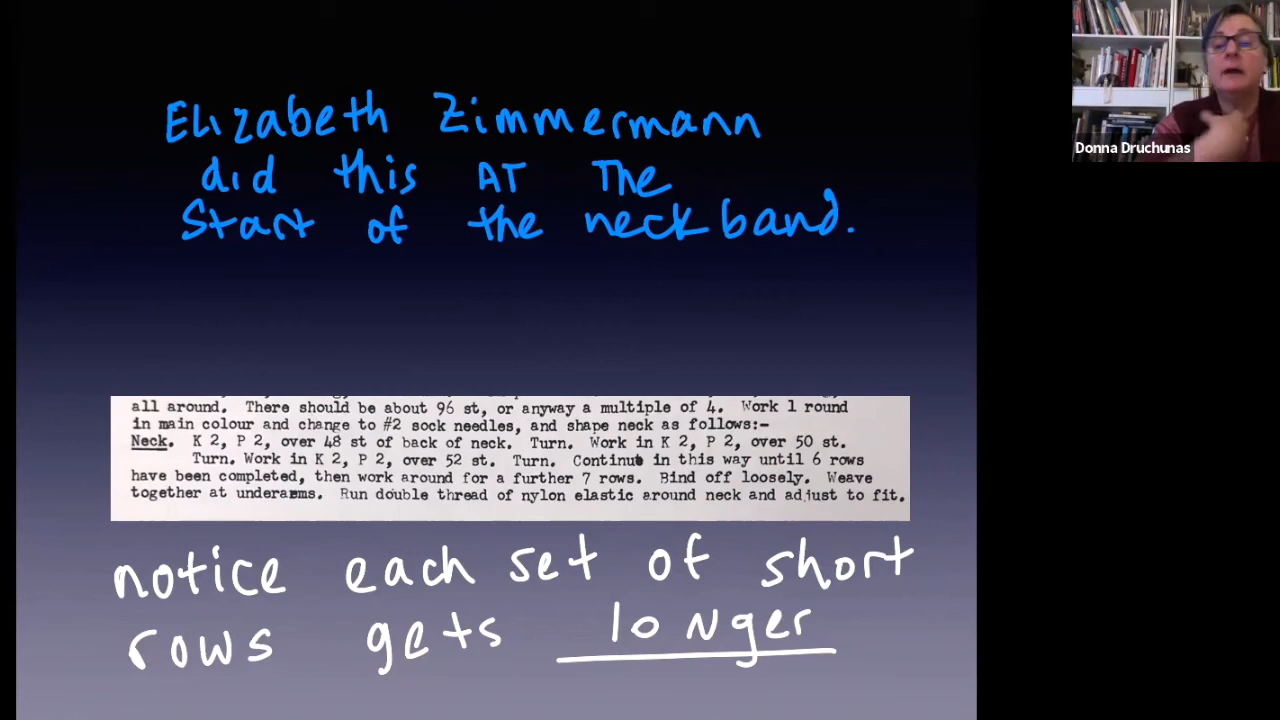 Elizabeth Zimmermann
did this AT The
Start of the neckband.
all around. There should be about 96 st, or anyway a multiple of 4. Work 1 round
in main colour and change to #2 sock needles, and shape neck as follows:-
Neck. K 2, P 2, over 48 st of back of neck. Turn. Work in K 2, P 2, over 50 st.
Turn. Work in K 2, P 2, over 52 st. Turn. Continue in this way until 6 rows
have been completed, then work around for a further 7 rows. Bind off loosely. Weave
together at underarms. Run double thread of nylon elastic around neck and adjust to fit.
notice each set of short
rows gets longer
Donna Druchunas